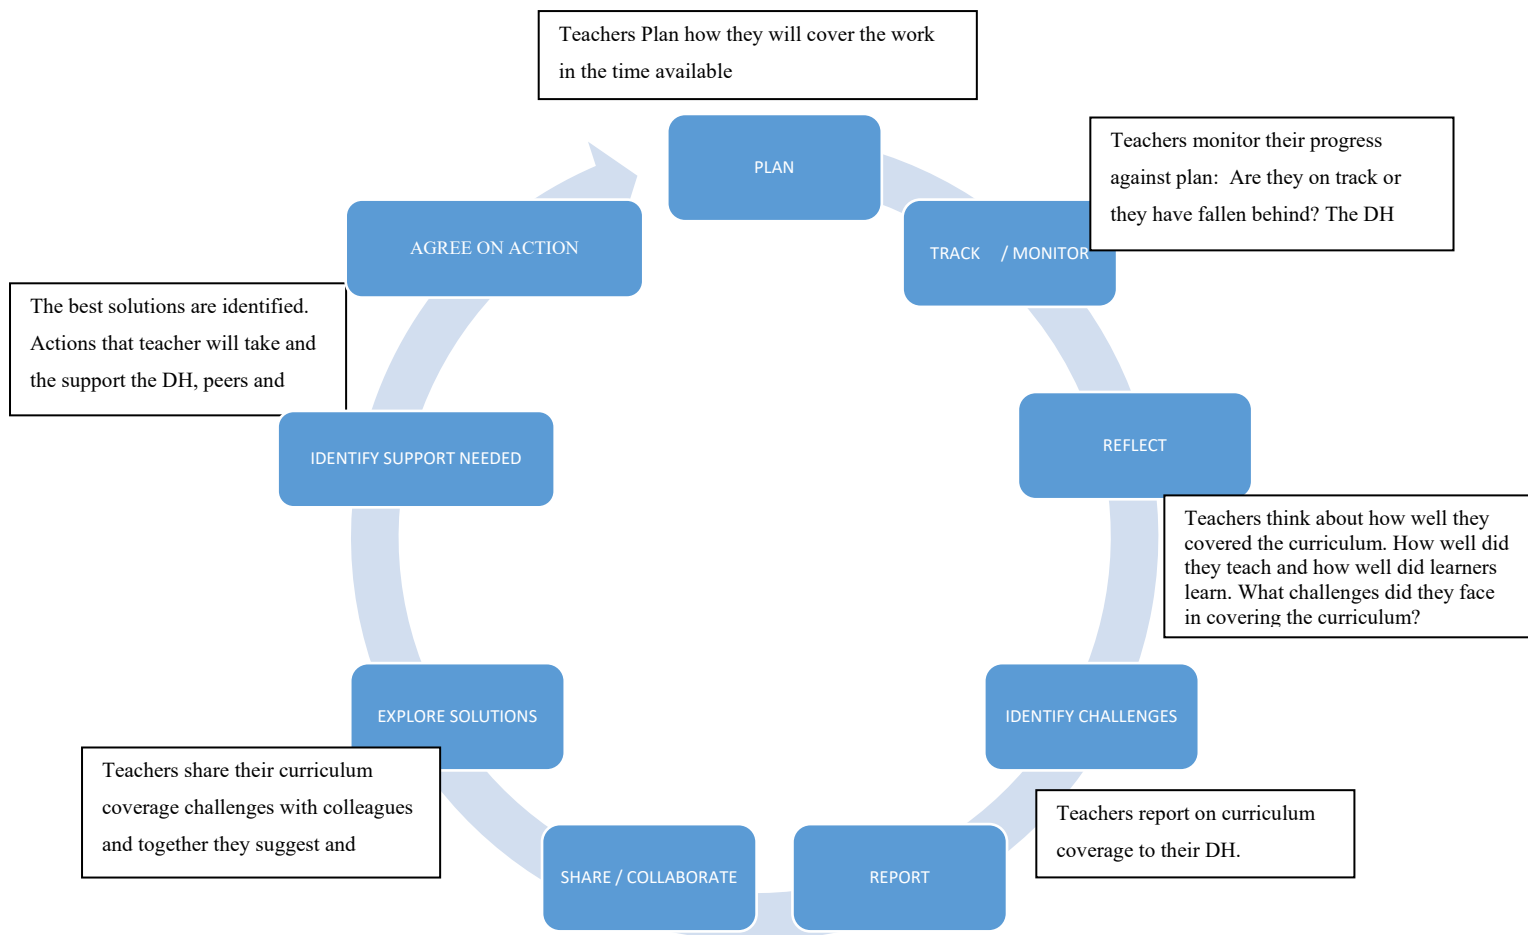 Teachers Plan how they will cover the work
in the time available
PLAN
Teachers monitor their progress
against plan:  Are they on track or
they have fallen behind? The DH
TRACK    / MONITOR
REFLECT
Teachers think about how well they
covered the curriculum. How well did
they teach and how well did learners
learn. What challenges did they face
in covering the curriculum?
IDENTIFY CHALLENGES
Teachers report on curriculum
coverage to their DH.
REPORT
SHARE / COLLABORATE
EXPLORE SOLUTIONS
Teachers share their curriculum
coverage challenges with colleagues
and together they suggest and
IDENTIFY SUPPORT NEEDED
The best solutions are identified.
Actions that teacher will take and
the support the DH, peers and
AGREE ON ACTION